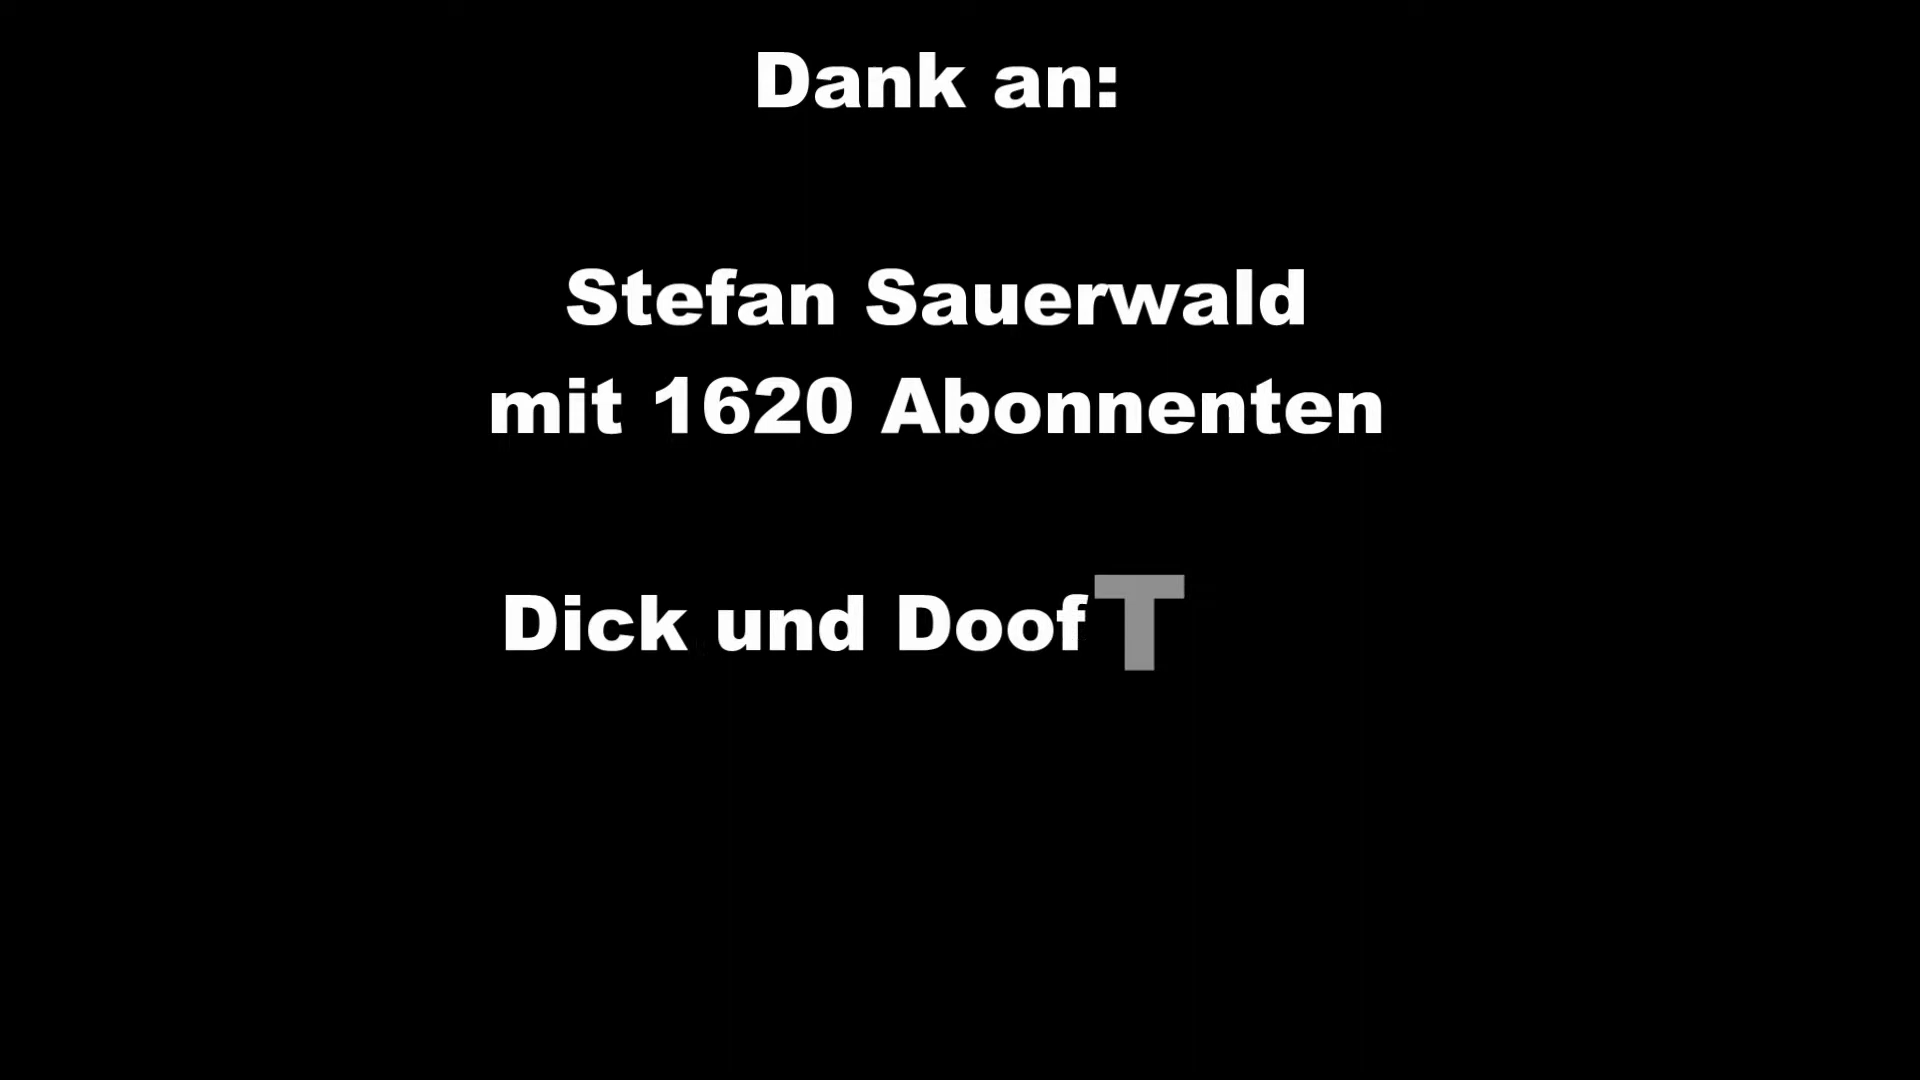 Dank an:
Stefan Sauerwald
mit 1620 Abonnenten
Dick und DoofT